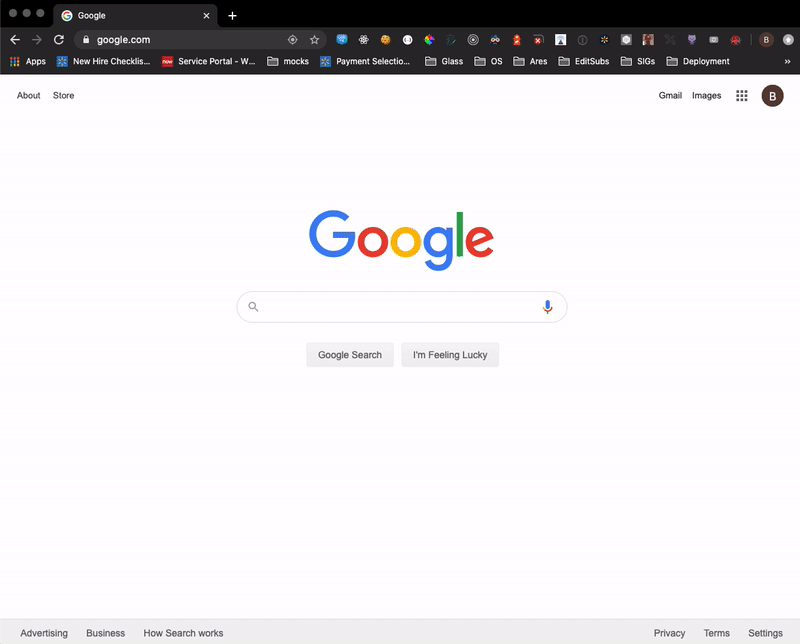 Google
google.com
B
Apps New Hire Checklis... now Service Portal - W... mocks Payment Selectio... Glass OS Ares EditSubs SIGs Deployment »
About Store Gmail Images B
Google
Google Search I'm Feeling Lucky
Advertising Business How Search works Privacy Terms Settings